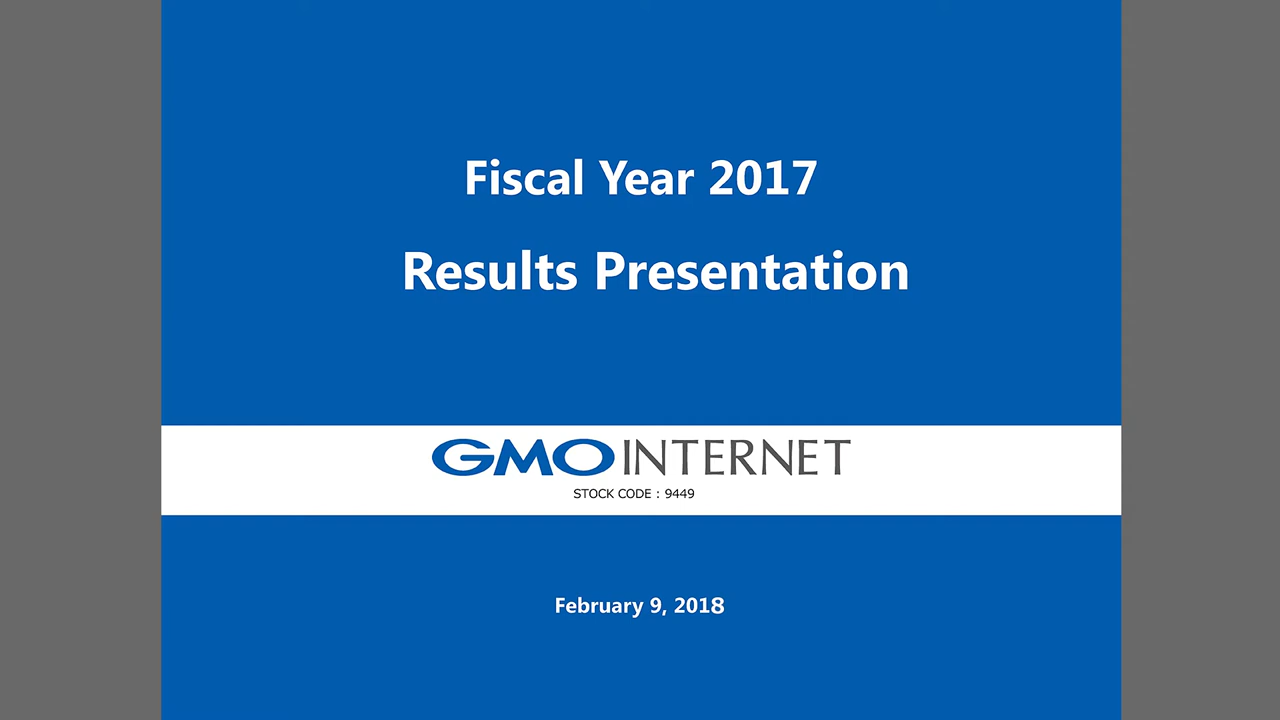 Fiscal Year 2017
Results Presentation
GMO INTERNET
STOCK CODE : 9449
February 9, 2018